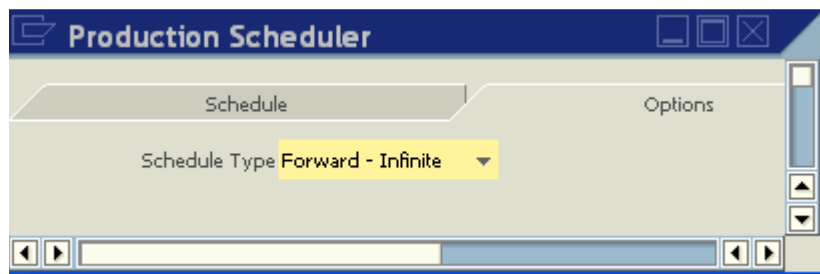 Production Scheduler
Schedule Options
Schedule Type Forward - Infinite